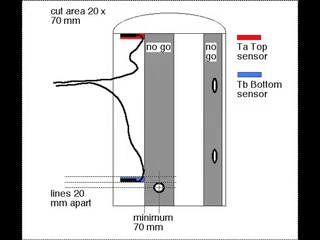 cut area 20 x
70 mm
no go
no
go
Ta Top
sensor
Tb Bottom
sensor
lines 20
mm apart
minimum
70 mm